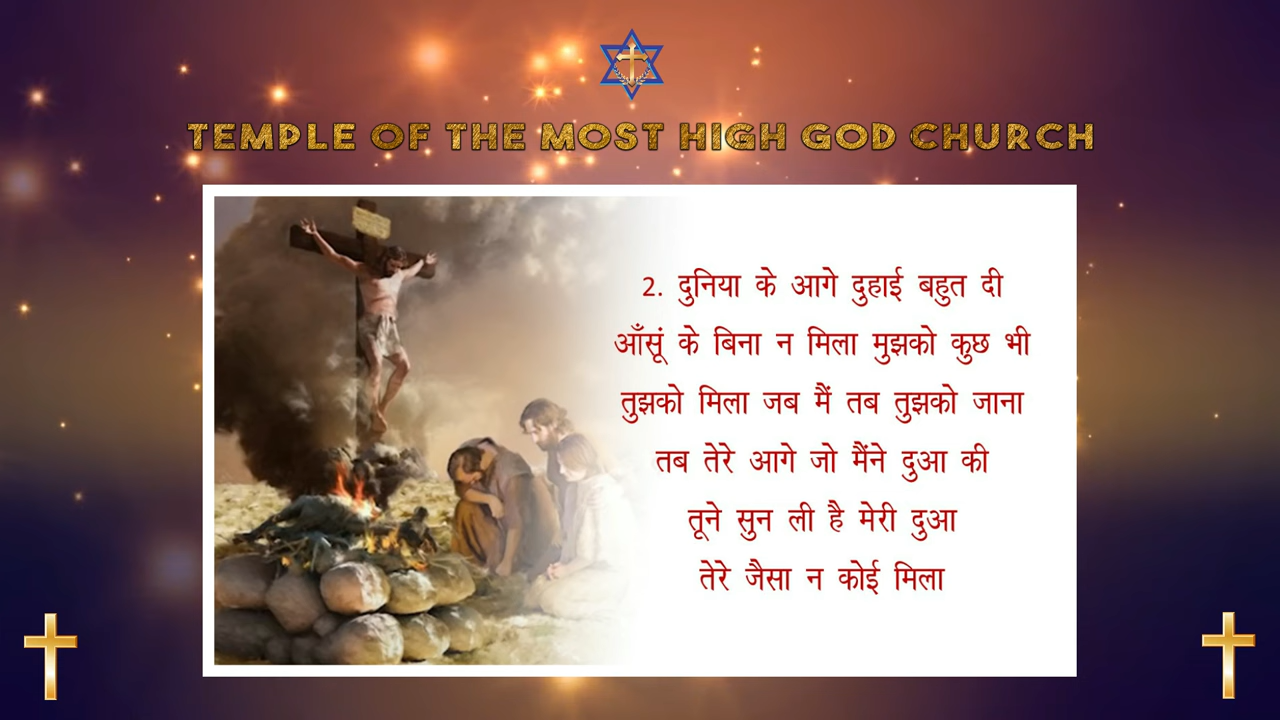 TEMPLE OF THE MOST HIGH GOD CHURCH
2. दुनिया के आगे दुहाई बहुत दी
आँसूं के बिना न मिला मुझको कुछ भी
तुझको मिला जब मैं तब तुझको जाना
तब तेरे आगे जो मैंने दुआ की
तूने सुन ली है मेरी दुआ
तेरे जैसा न कोई मिला